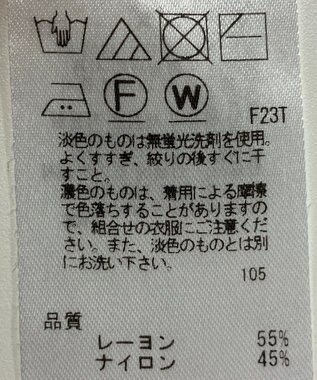 F W F23T
淡色のものは無蛍光洗剤を使用。
よくすすぎ、絞りの後すぐに干
すこと。
濃色のものは、着用による摩擦
で色落ちすることがありますの
で、組合せの衣服にご注意くださ
い。また、淡色のものとは別
にお洗い下さい。
105
品質
レーヨン 55%
ナイロン 45%